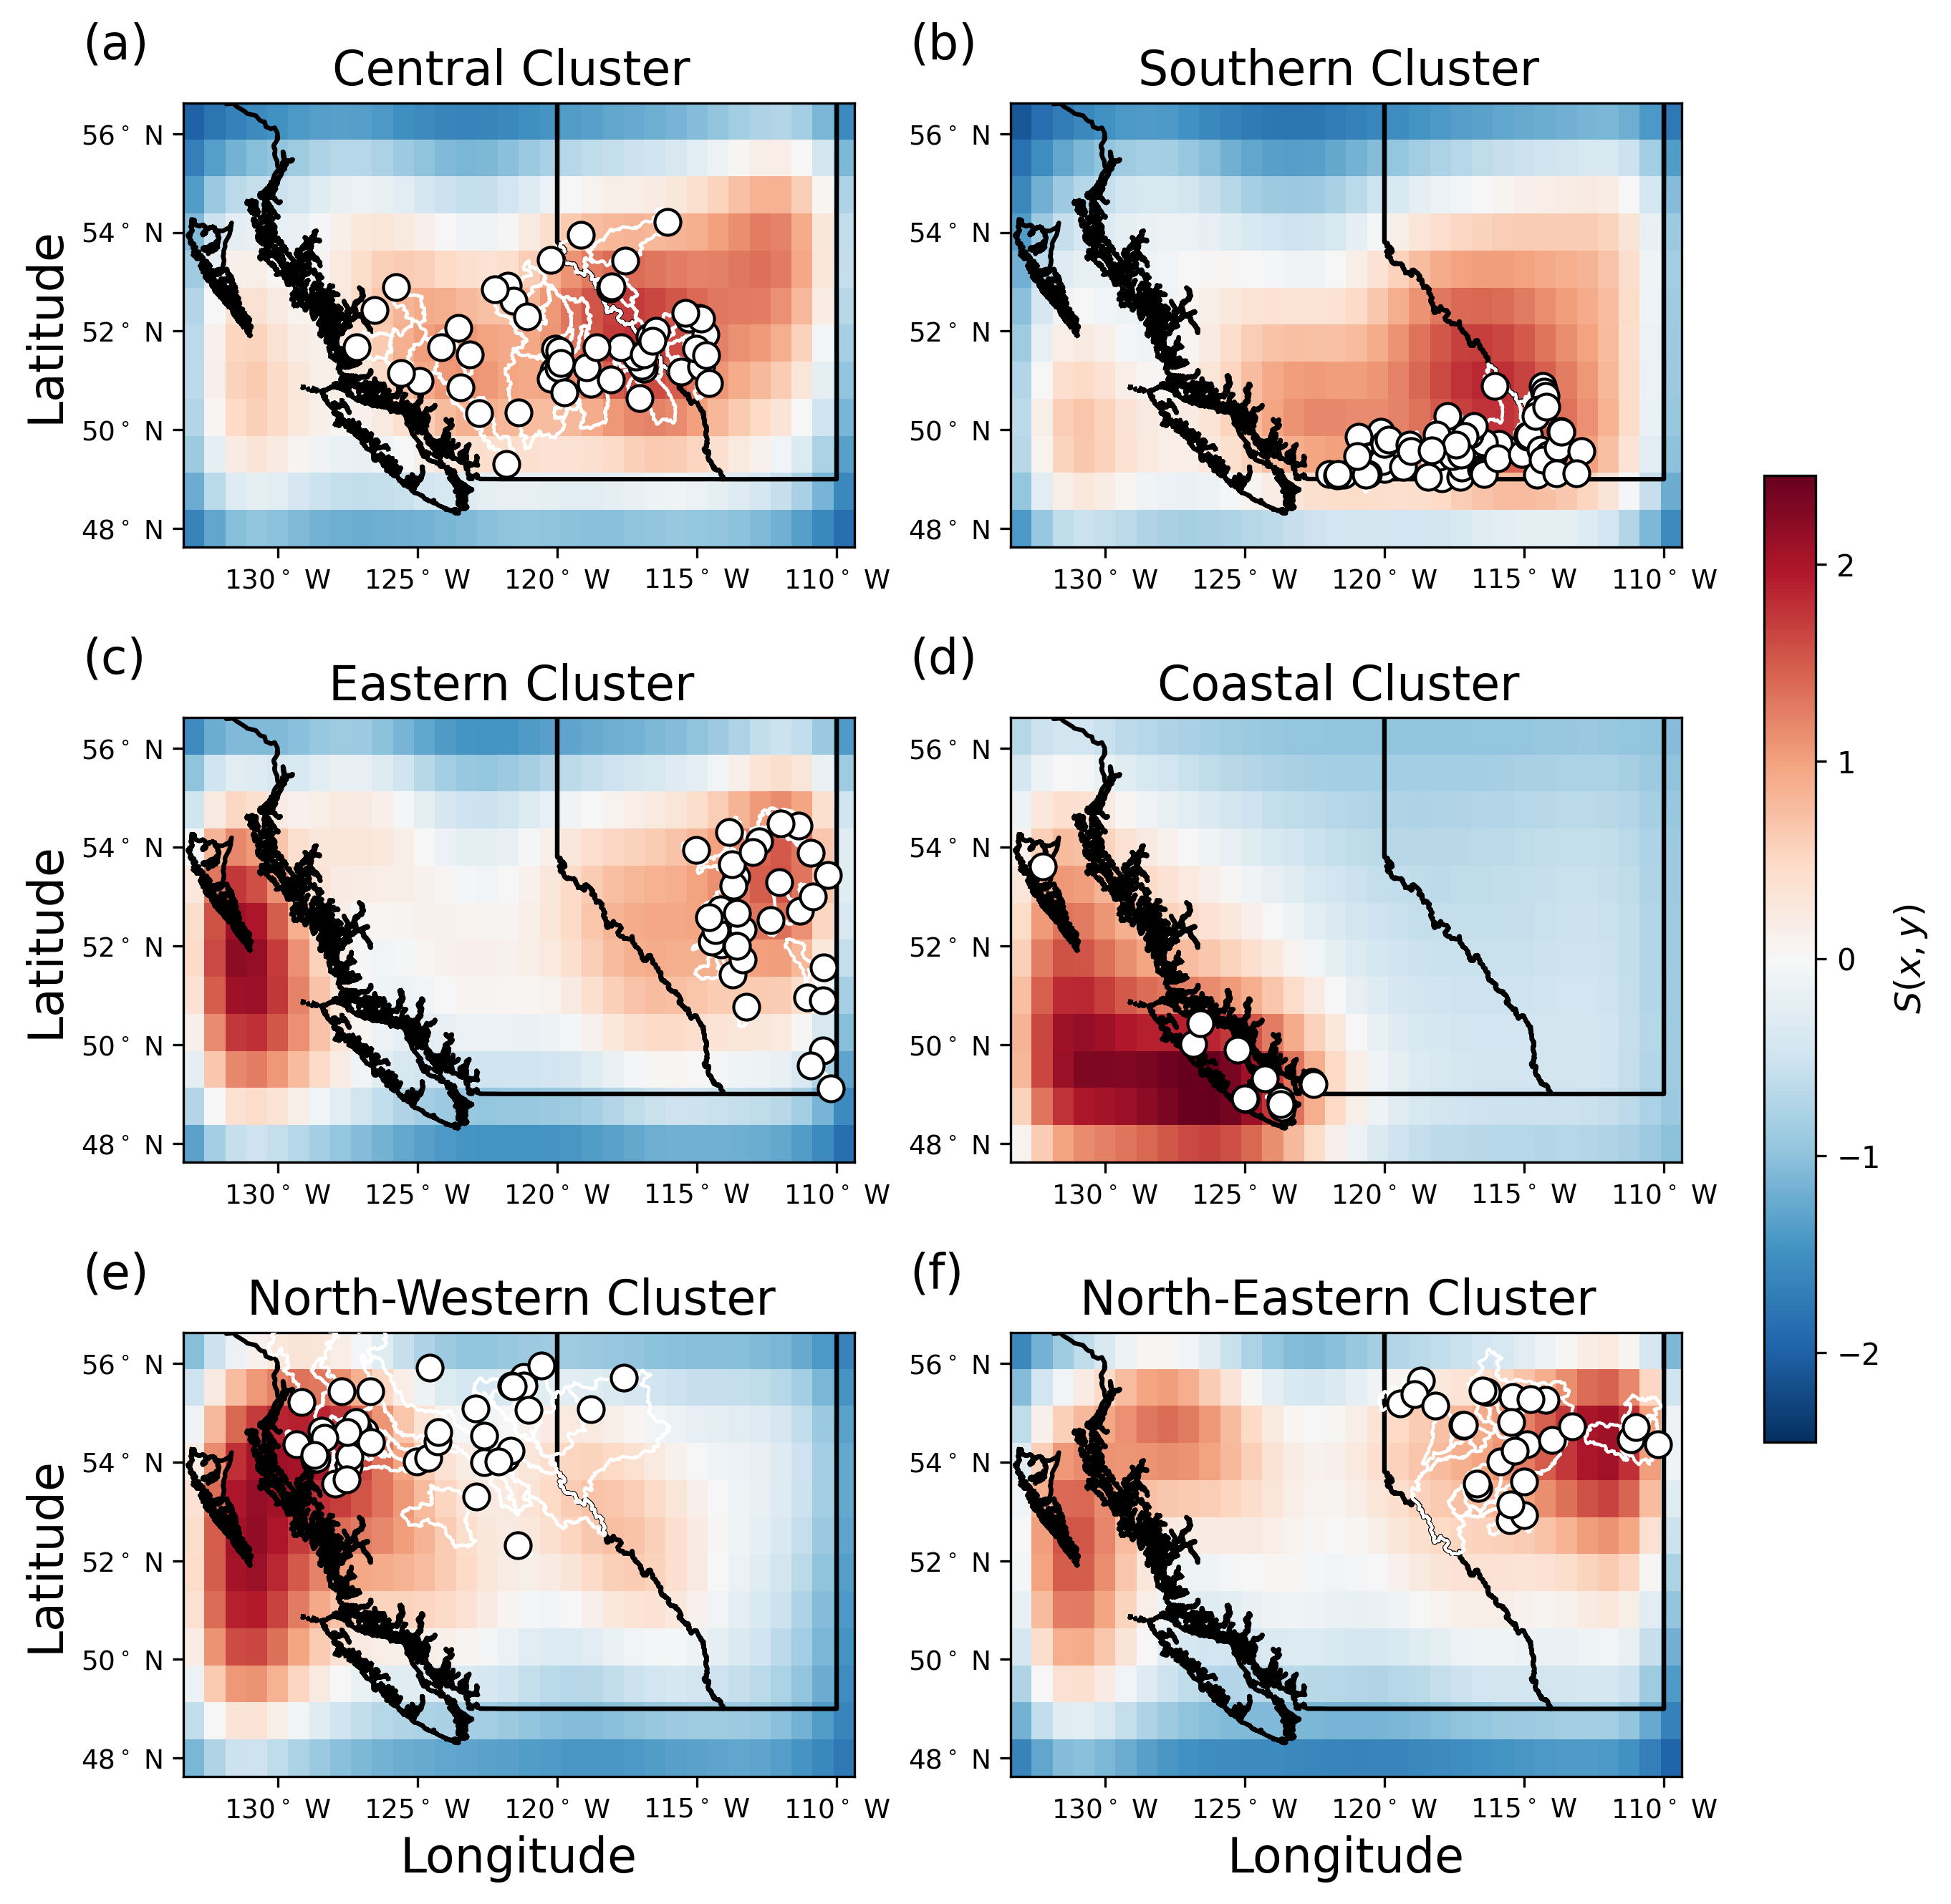 (a)
Central Cluster
(b)
Southern Cluster
Latitude
56° N
54° N
52° N
50° N
48° N
130° W 125° W 120° W 115° W 110° W
56° N
54° N
52° N
50° N
48° N
130° W 125° W 120° W 115° W 110° W
(c)
Eastern Cluster
(d)
Coastal Cluster
Latitude
56° N
54° N
52° N
50° N
48° N
130° W 125° W 120° W 115° W 110° W
56° N
54° N
52° N
50° N
48° N
130° W 125° W 120° W 115° W 110° W
(e)
North-Western Cluster
(f)
North-Eastern Cluster
Latitude
56° N
54° N
52° N
50° N
48° N
130° W 125° W 120° W 115° W 110° W
Longitude
56° N
54° N
52° N
50° N
48° N
130° W 125° W 120° W 115° W 110° W
Longitude
2
1
0
−1
−2
S(x, y)